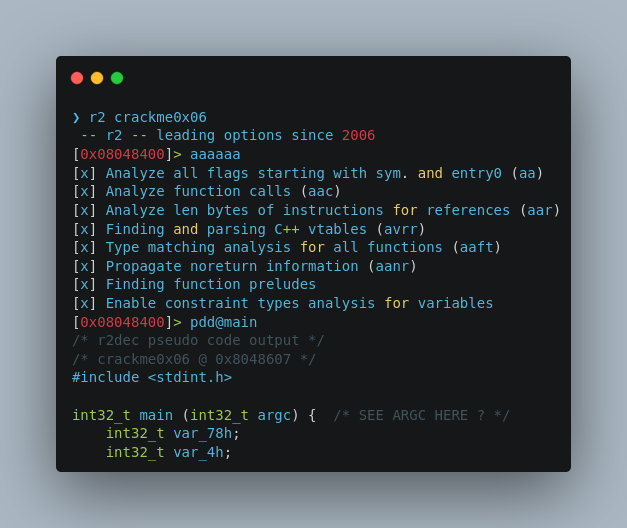 ❯ r2 crackme0x06
 -- r2 -- leading options since 2006
[0x08048400]> aaaaaa
[x] Analyze all flags starting with sym. and entry0 (aa)
[x] Analyze function calls (aac)
[x] Analyze len bytes of instructions for references (aar)
[x] Finding and parsing C++ vtables (avrr)
[x] Type matching analysis for all functions (aaft)
[x] Propagate noreturn information (aanr)
[x] Finding function preludes
[x] Enable constraint types analysis for variables
[0x08048400]> pdd@main
/* r2dec pseudo code output */
/* crackme0x06 @ 0x8048607 */
#include <stdint.h>

int32_t main (int32_t argc) {  /* SEE ARGC HERE ? */
    int32_t var_78h;
    int32_t var_4h;